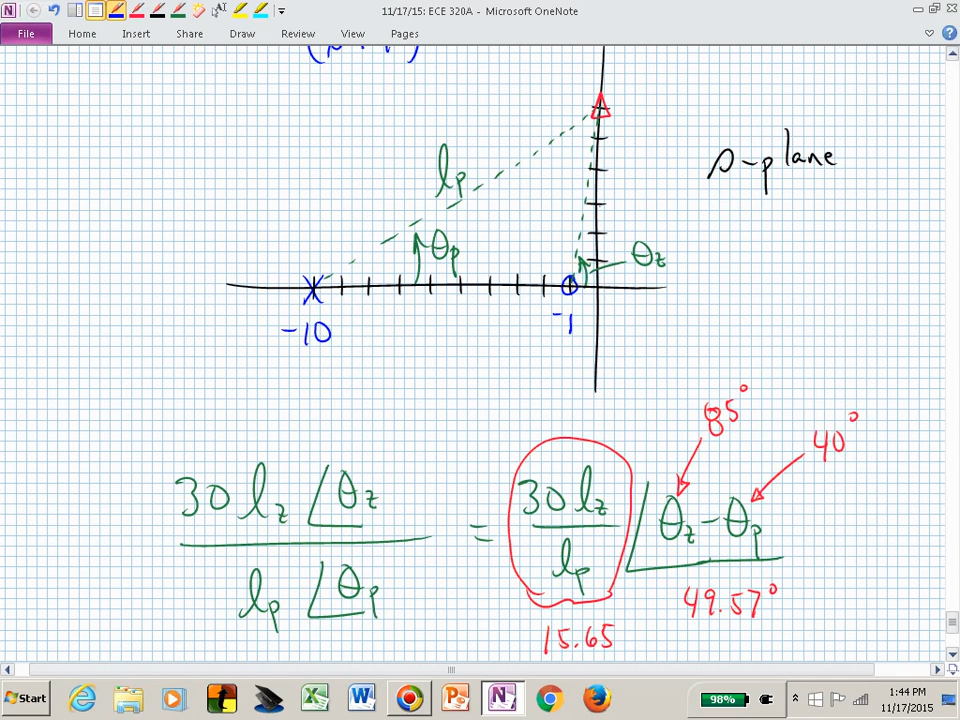 11/17/15: ECE 320A - Microsoft OneNote
File Home Insert Share Draw Review View Pages
s-plane
lp
θp
θz
-10
-1
85°
40°
30 lz ∠θz / lp ∠θp = 30 lz / lp ∠θz - θp
15.65
49.57°
Start
98%
1:44 PM
11/17/2015